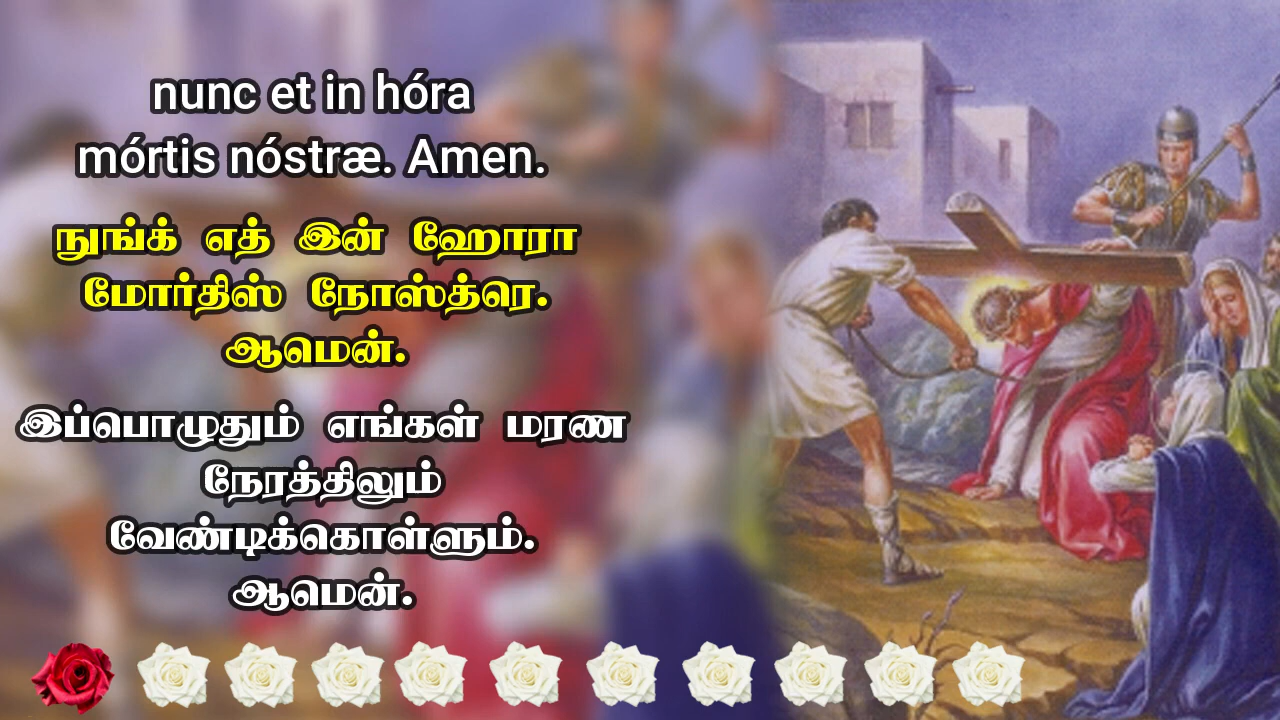 nunc et in hóra
mórtis nóstræ. Amen.
நுங்க் எத் இன் ஹோரா
மோர்திஸ் நோஸ்த்ரெ.
ஆமென்.
இப்பொழுதும் எங்கள் மரண
நேரத்திலும்
வேண்டிக்கொள்ளும்.
ஆமென்.